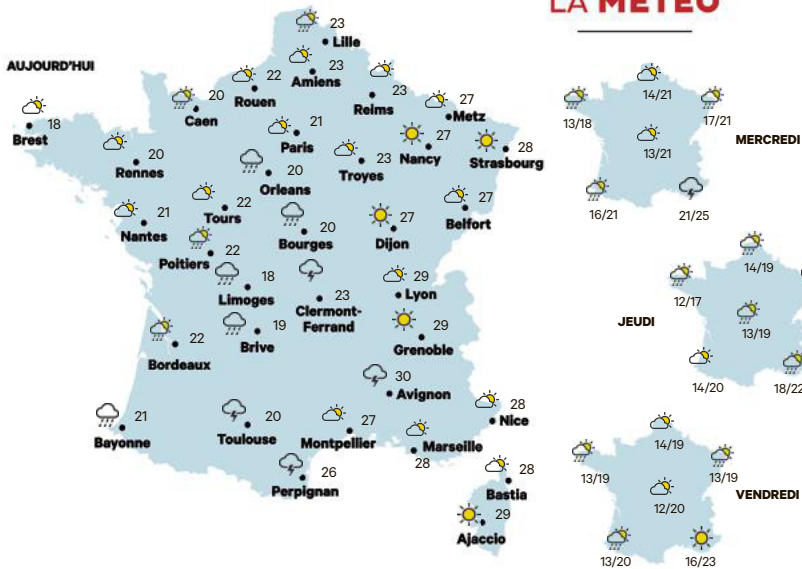 LA METEO
AUJOURD'HUI
23
Lille
23
Amiens
22
Rouen
20
Caen
23
Reims
27
Metz
18
Brest
21
Paris
27
Nancy
28
Strasbourg
20
Rennes
20
Orleans
23
Troyes
22
Tours
27
Belfort
21
Nantes
20
Bourges
27
Dijon
22
Poitiers
18
Limoges
23
Clermont-
Ferrand
29
Lyon
19
Brive
29
Grenoble
22
Bordeaux
30
Avignon
21
Bayonne
20
Toulouse
27
Montpellier
28
Nice
Marseille
28
26
Perpignan
28
Bastia
29
Ajaccio
14/21
13/18
17/21
13/21
MERCREDI
16/21
21/25
14/19
12/17
JEUDI
13/19
14/20
18/22
14/19
13/19
13/19
12/20
VENDREDI
13/20
16/23